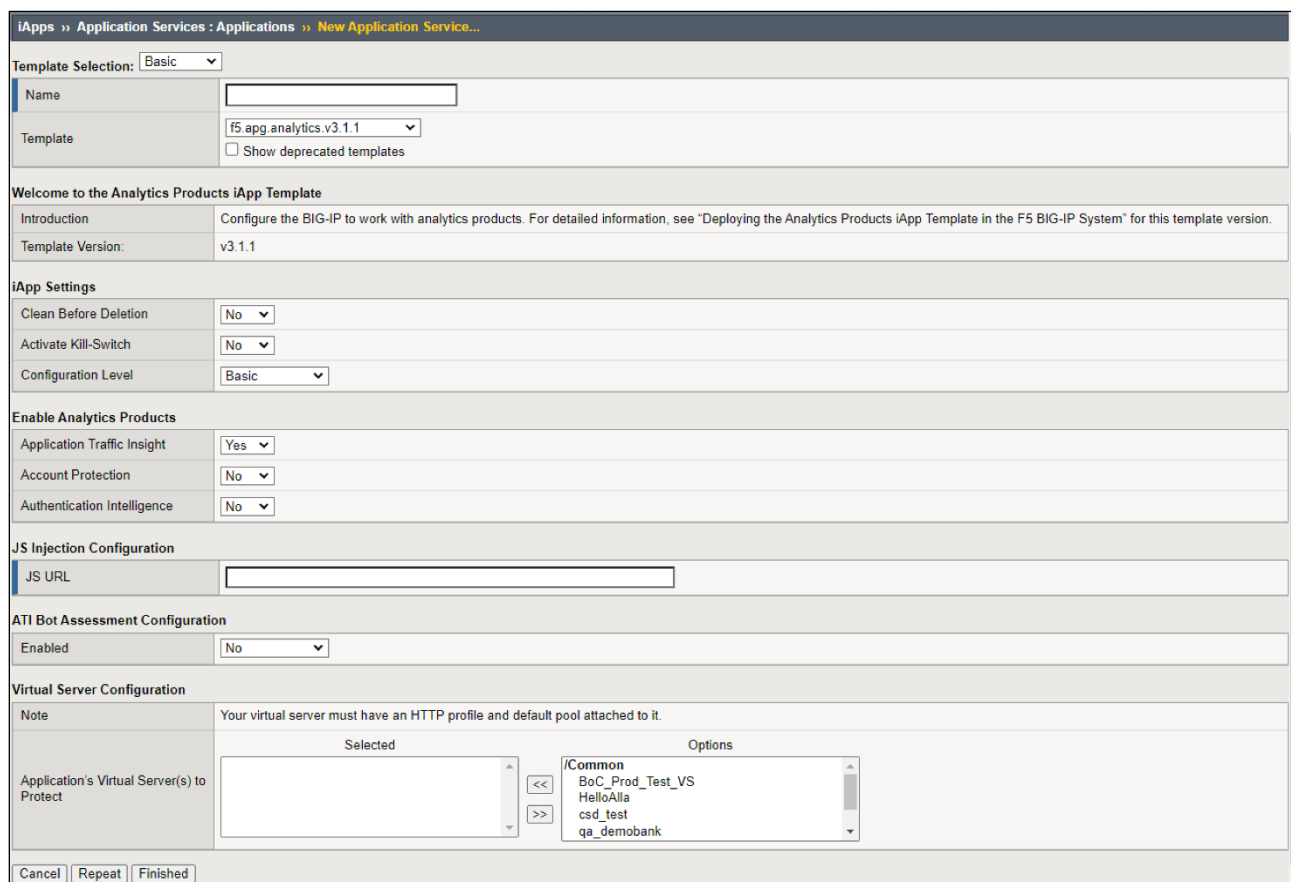 iApps ›› Application Services : Applications ›› New Application Service...
Template Selection: Basic
Name
Template
f5.apg.analytics.v3.1.1
Show deprecated templates
Welcome to the Analytics Products iApp Template
Introduction
Configure the BIG-IP to work with analytics products. For detailed information, see “Deploying the Analytics Products iApp Template in the F5 BIG-IP System” for this template version.
Template Version:
v3.1.1
iApp Settings
Clean Before Deletion
No
Activate Kill-Switch
No
Configuration Level
Basic
Enable Analytics Products
Application Traffic Insight
Yes
Account Protection
No
Authentication Intelligence
No
JS Injection Configuration
JS URL
ATI Bot Assessment Configuration
Enabled
No
Virtual Server Configuration
Note
Your virtual server must have an HTTP profile and default pool attached to it.
Application's Virtual Server(s) to
Protect
Selected
Options
<<
>>
/Common
BoC_Prod_Test_VS
HelloAlla
csd_test
qa_demobank
Cancel Repeat Finished